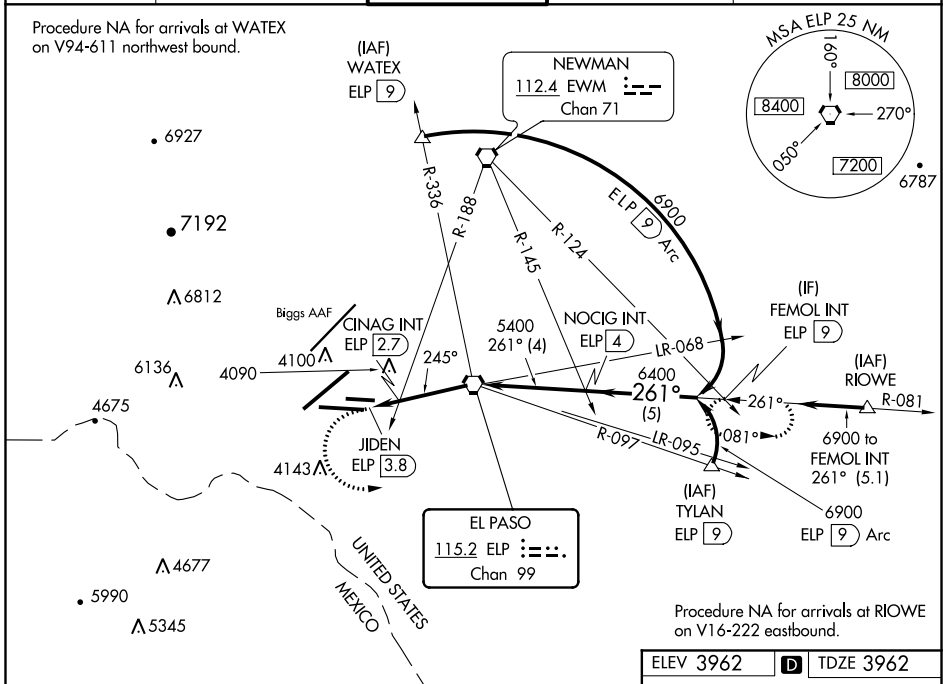 Procedure NA for arrivals at WATEX
on V94-611 northwest bound.
(IAF)
WATEX
ELP 9
NEWMAN
112.4 EWM
Chan 71
MSA ELP 25 NM
160°
8000
8400
270°
050°
7200
6787
6927
7192
6812
R-336
R-188
R-145
R-124
6900
ELP 9 Arc
Biggs AAF
CINAG INT
ELP 2.7
4100
4090
6136
4675
245°
5400
261° (4)
NOCIG INT
ELP 4
LR-068
(IF)
FEMOL INT
ELP 9
6400
261°
(5)
261°
081°
(IAF)
RIOWE
R-081
6900 to
FEMOL INT
261° (5.1)
JIDEN
ELP 3.8
4143
R-097
LR-095
(IAF)
TYLAN
ELP 9
6900
ELP 9 Arc
EL PASO
115.2 ELP
Chan 99
UNITED STATES
MEXICO
4677
5990
5345
Procedure NA for arrivals at RIOWE
on V16-222 eastbound.
ELEV 3962
D
TDZE 3962